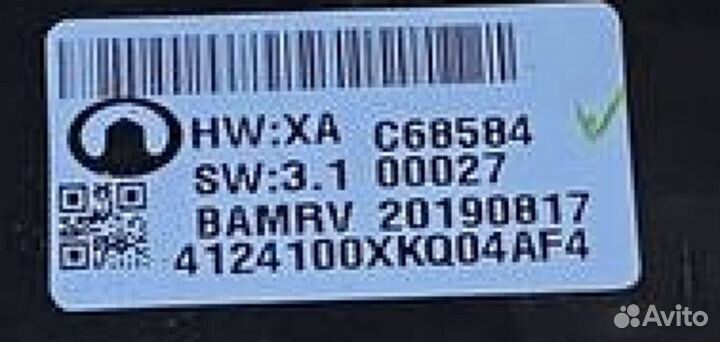 HW:XA C68584
SW:3.1 00027
BAMRV 20190817
4124100XKQ04AF4
Avito